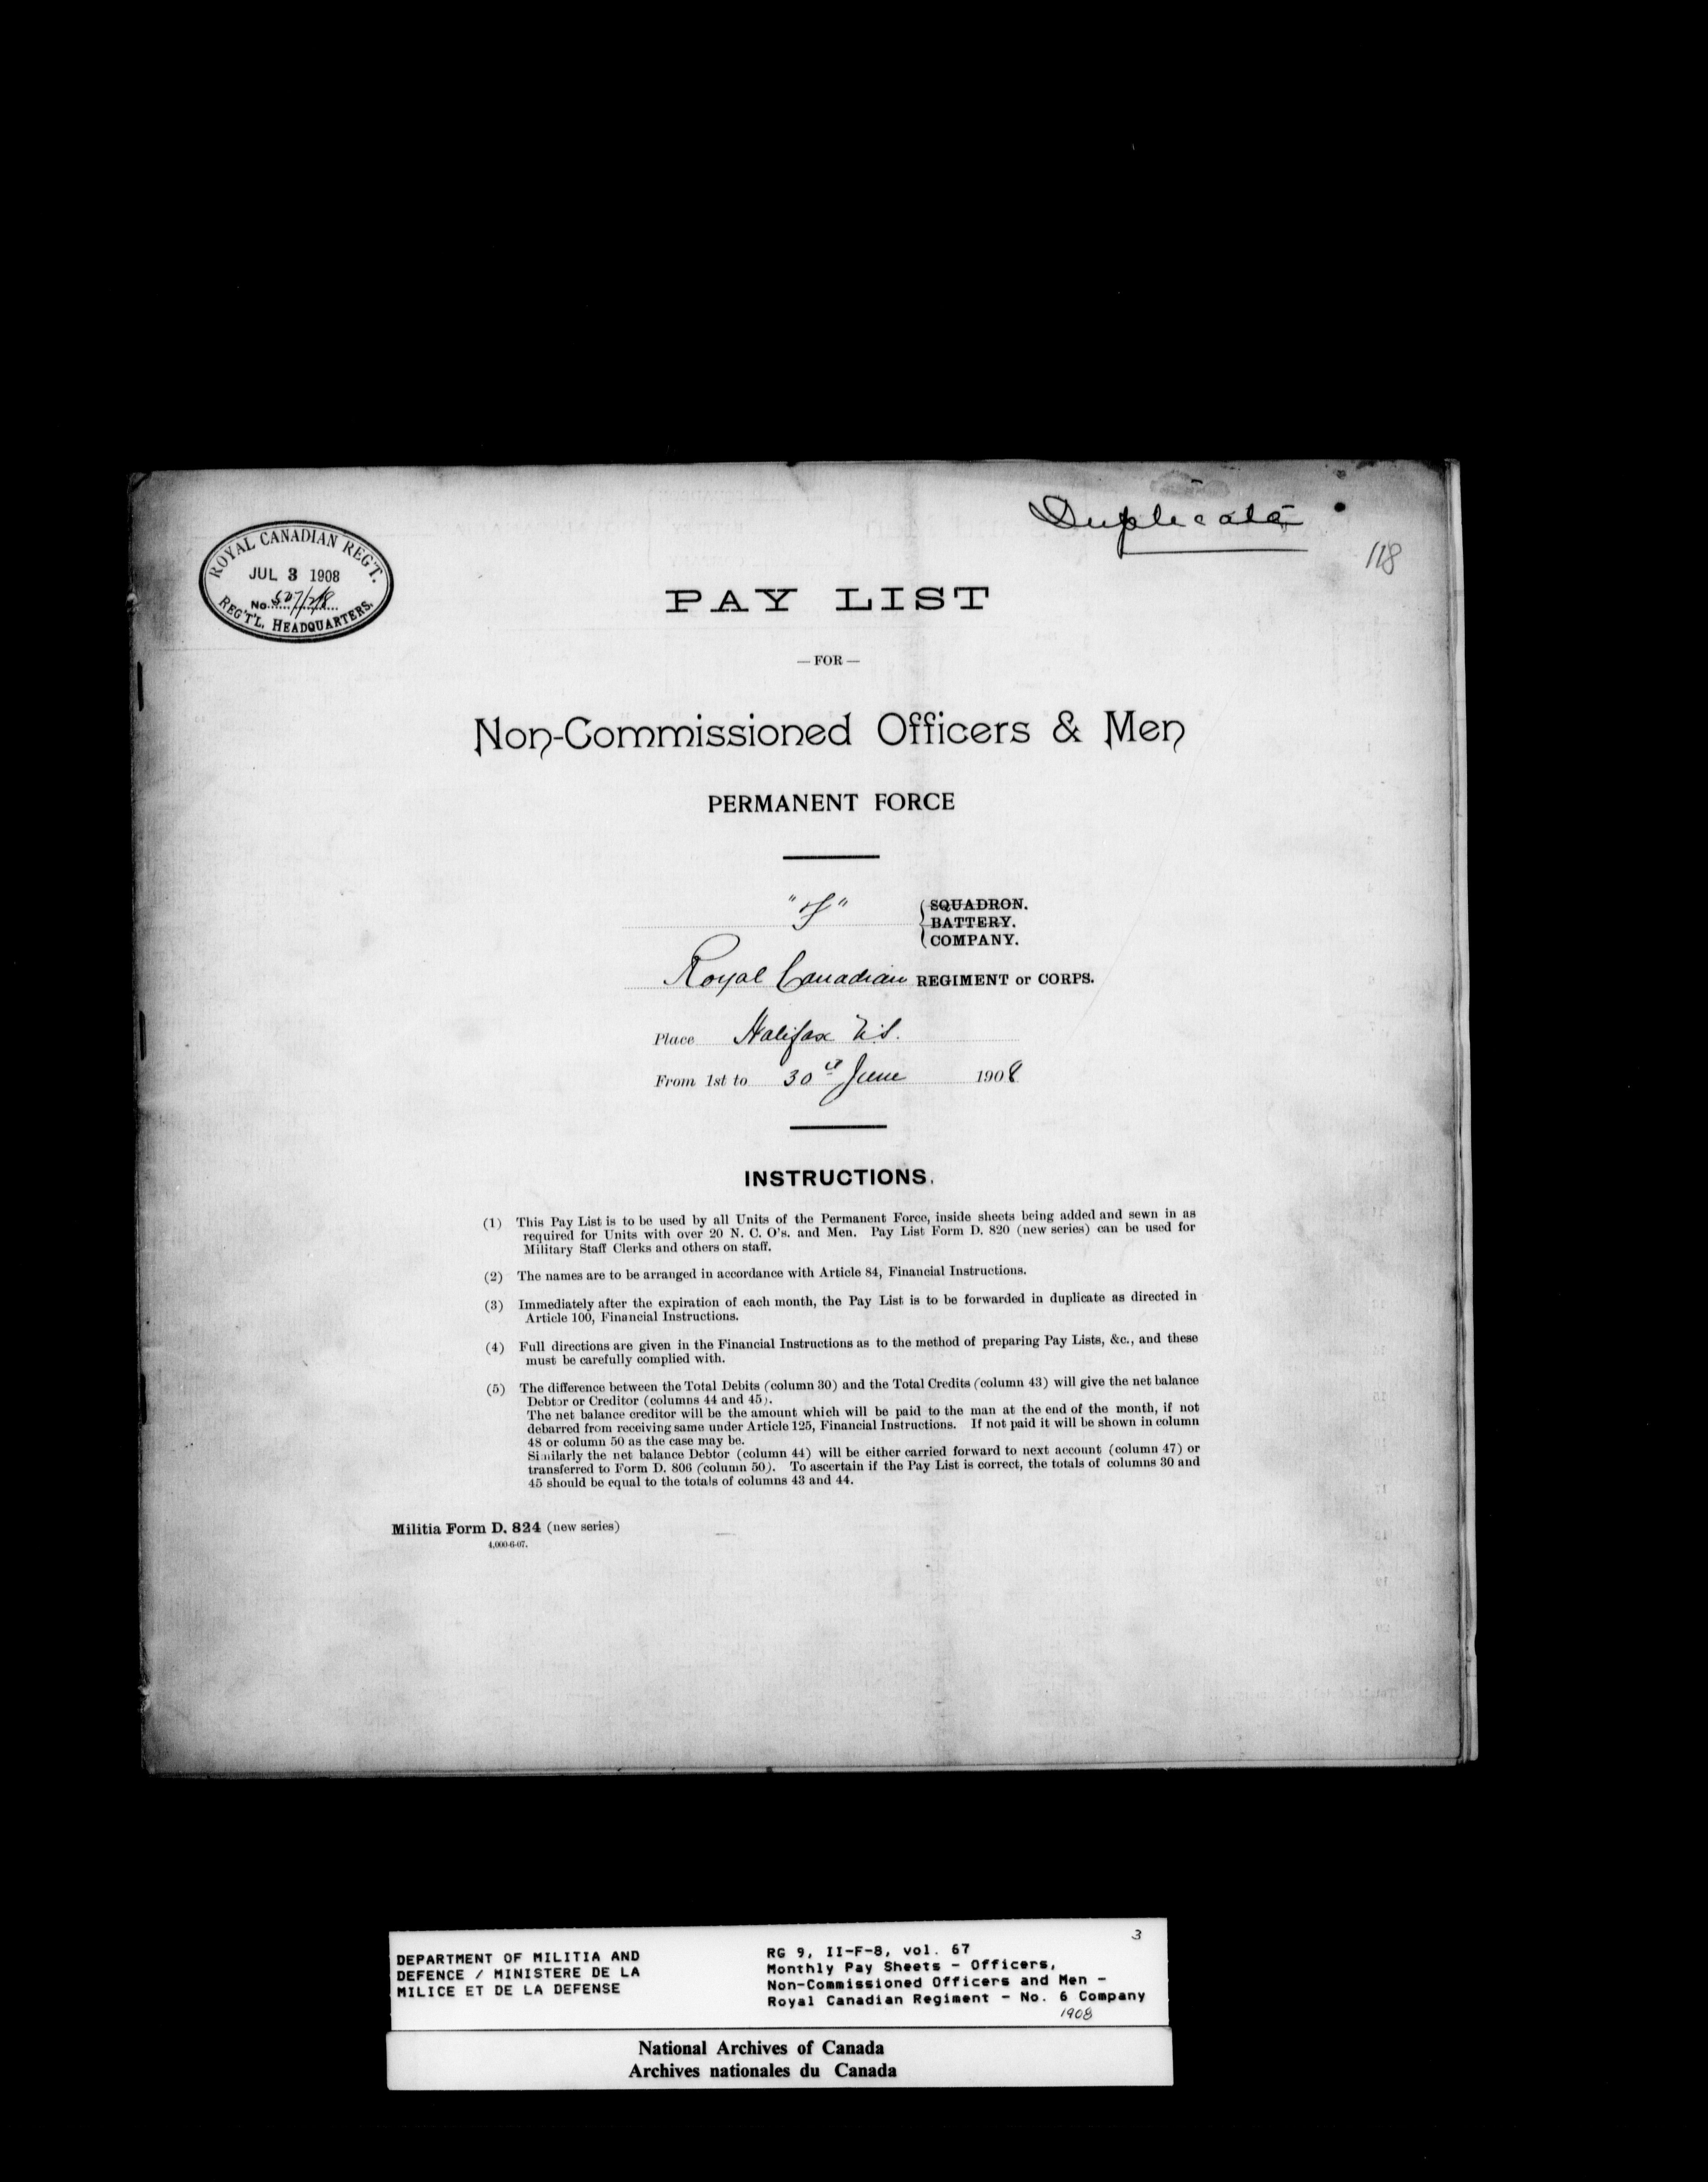 Duplicate
118
ROYAL CANADIAN REG'T.
JUL 3 1908
No.
REG'T'L. HEADQUARTERS.
PAY LIST
— FOR —
Non-Commissioned Officers & Men
PERMANENT FORCE
SQUADRON.
BATTERY.
COMPANY.
Royal Canadian REGIMENT or CORPS.
Place Halifax N.S.
From 1st to 30th June 1908
INSTRUCTIONS.
(1) This Pay List is to be used by all Units of the Permanent Force, inside sheets being added and sewn in as
required for Units with over 20 N. C. O's. and Men. Pay List Form D. 820 (new series) can be used for
Military Staff Clerks and others on staff.
(2) The names are to be arranged in accordance with Article 84, Financial Instructions.
(3) Immediately after the expiration of each month, the Pay List is to be forwarded in duplicate as directed in
Article 100, Financial Instructions.
(4) Full directions are given in the Financial Instructions as to the method of preparing Pay Lists, &c., and these
must be carefully complied with.
(5) The difference between the Total Debits (column 30) and the Total Credits (column 43) will give the net balance
Debtor or Creditor (columns 44 and 45).
The net balance creditor will be the amount which will be paid to the man at the end of the month, if not
debarred from receiving same under Article 125, Financial Instructions. If not paid it will be shown in column
48 or column 50 as the case may be.
Similarly the net balance Debtor (column 44) will be either carried forward to next account (column 47) or
transferred to Form D. 806 (column 50). To ascertain if the Pay List is correct, the totals of columns 30 and
45 should be equal to the totals of columns 43 and 44.
Militia Form D. 824 (new series)
4,000-6-07.
3
DEPARTMENT OF MILITIA AND
DEFENCE / MINISTERE DE LA
MILICE ET DE LA DEFENSE
RG 9, II-F-8, vol. 67
Monthly Pay Sheets - Officers,
Non-Commissioned Officers and Men -
Royal Canadian Regiment - No. 6 Company
1908
National Archives of Canada
Archives nationales du Canada